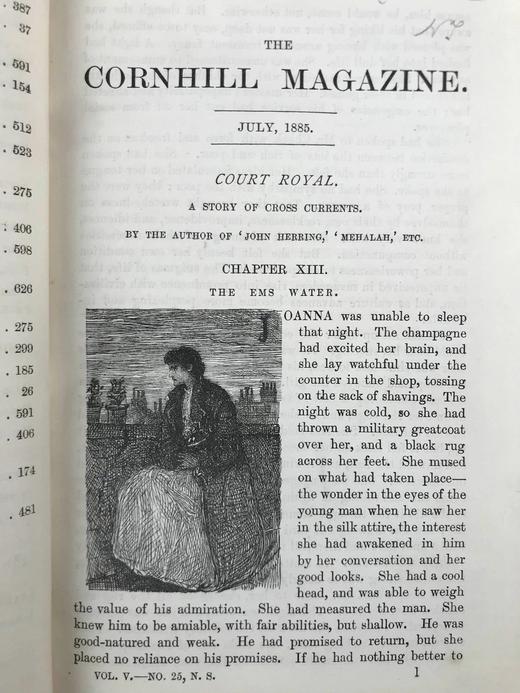 . 387
37
. 591
. 154
. 512
. 523
. 275
. 406
. 598
. 626
. 275
. 299
. 185
. 26
. 591
. 406
. 174
. 481
THE
CORNHILL MAGAZINE.
JULY, 1885.
COURT ROYAL.
A STORY OF CROSS CURRENTS.
BY THE AUTHOR OF ‘JOHN HERRING,’ ‘MEHALAH,’ ETC.
CHAPTER XIII.
THE EMS WATER.
JOANNA was unable to sleep
that night. The champagne
had excited her brain, and
she lay watchful under the
counter in the shop, tossing
on the sack of shavings. The
night was cold, so she had
thrown a military greatcoat
over her, and a black rug
across her feet. She mused
on what had taken place—
the wonder in the eyes of the
young man when he saw her
in the silk attire, the interest
she had awakened in him
by her conversation and her
good looks. She had a cool
head, and was able to weigh
the value of his admiration. She had measured the man. She
knew him to be amiable, with fair abilities, but shallow. He was
good-natured and weak. He had promised to return, but she
placed no reliance on his promises. If he had nothing better to
VOL. V.—NO. 25, N. S. 1